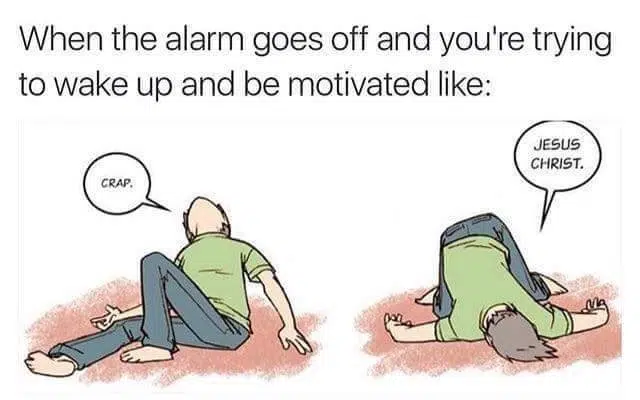 When the alarm goes off and you're trying
to wake up and be motivated like:
CRAP.
JESUS
CHRIST.